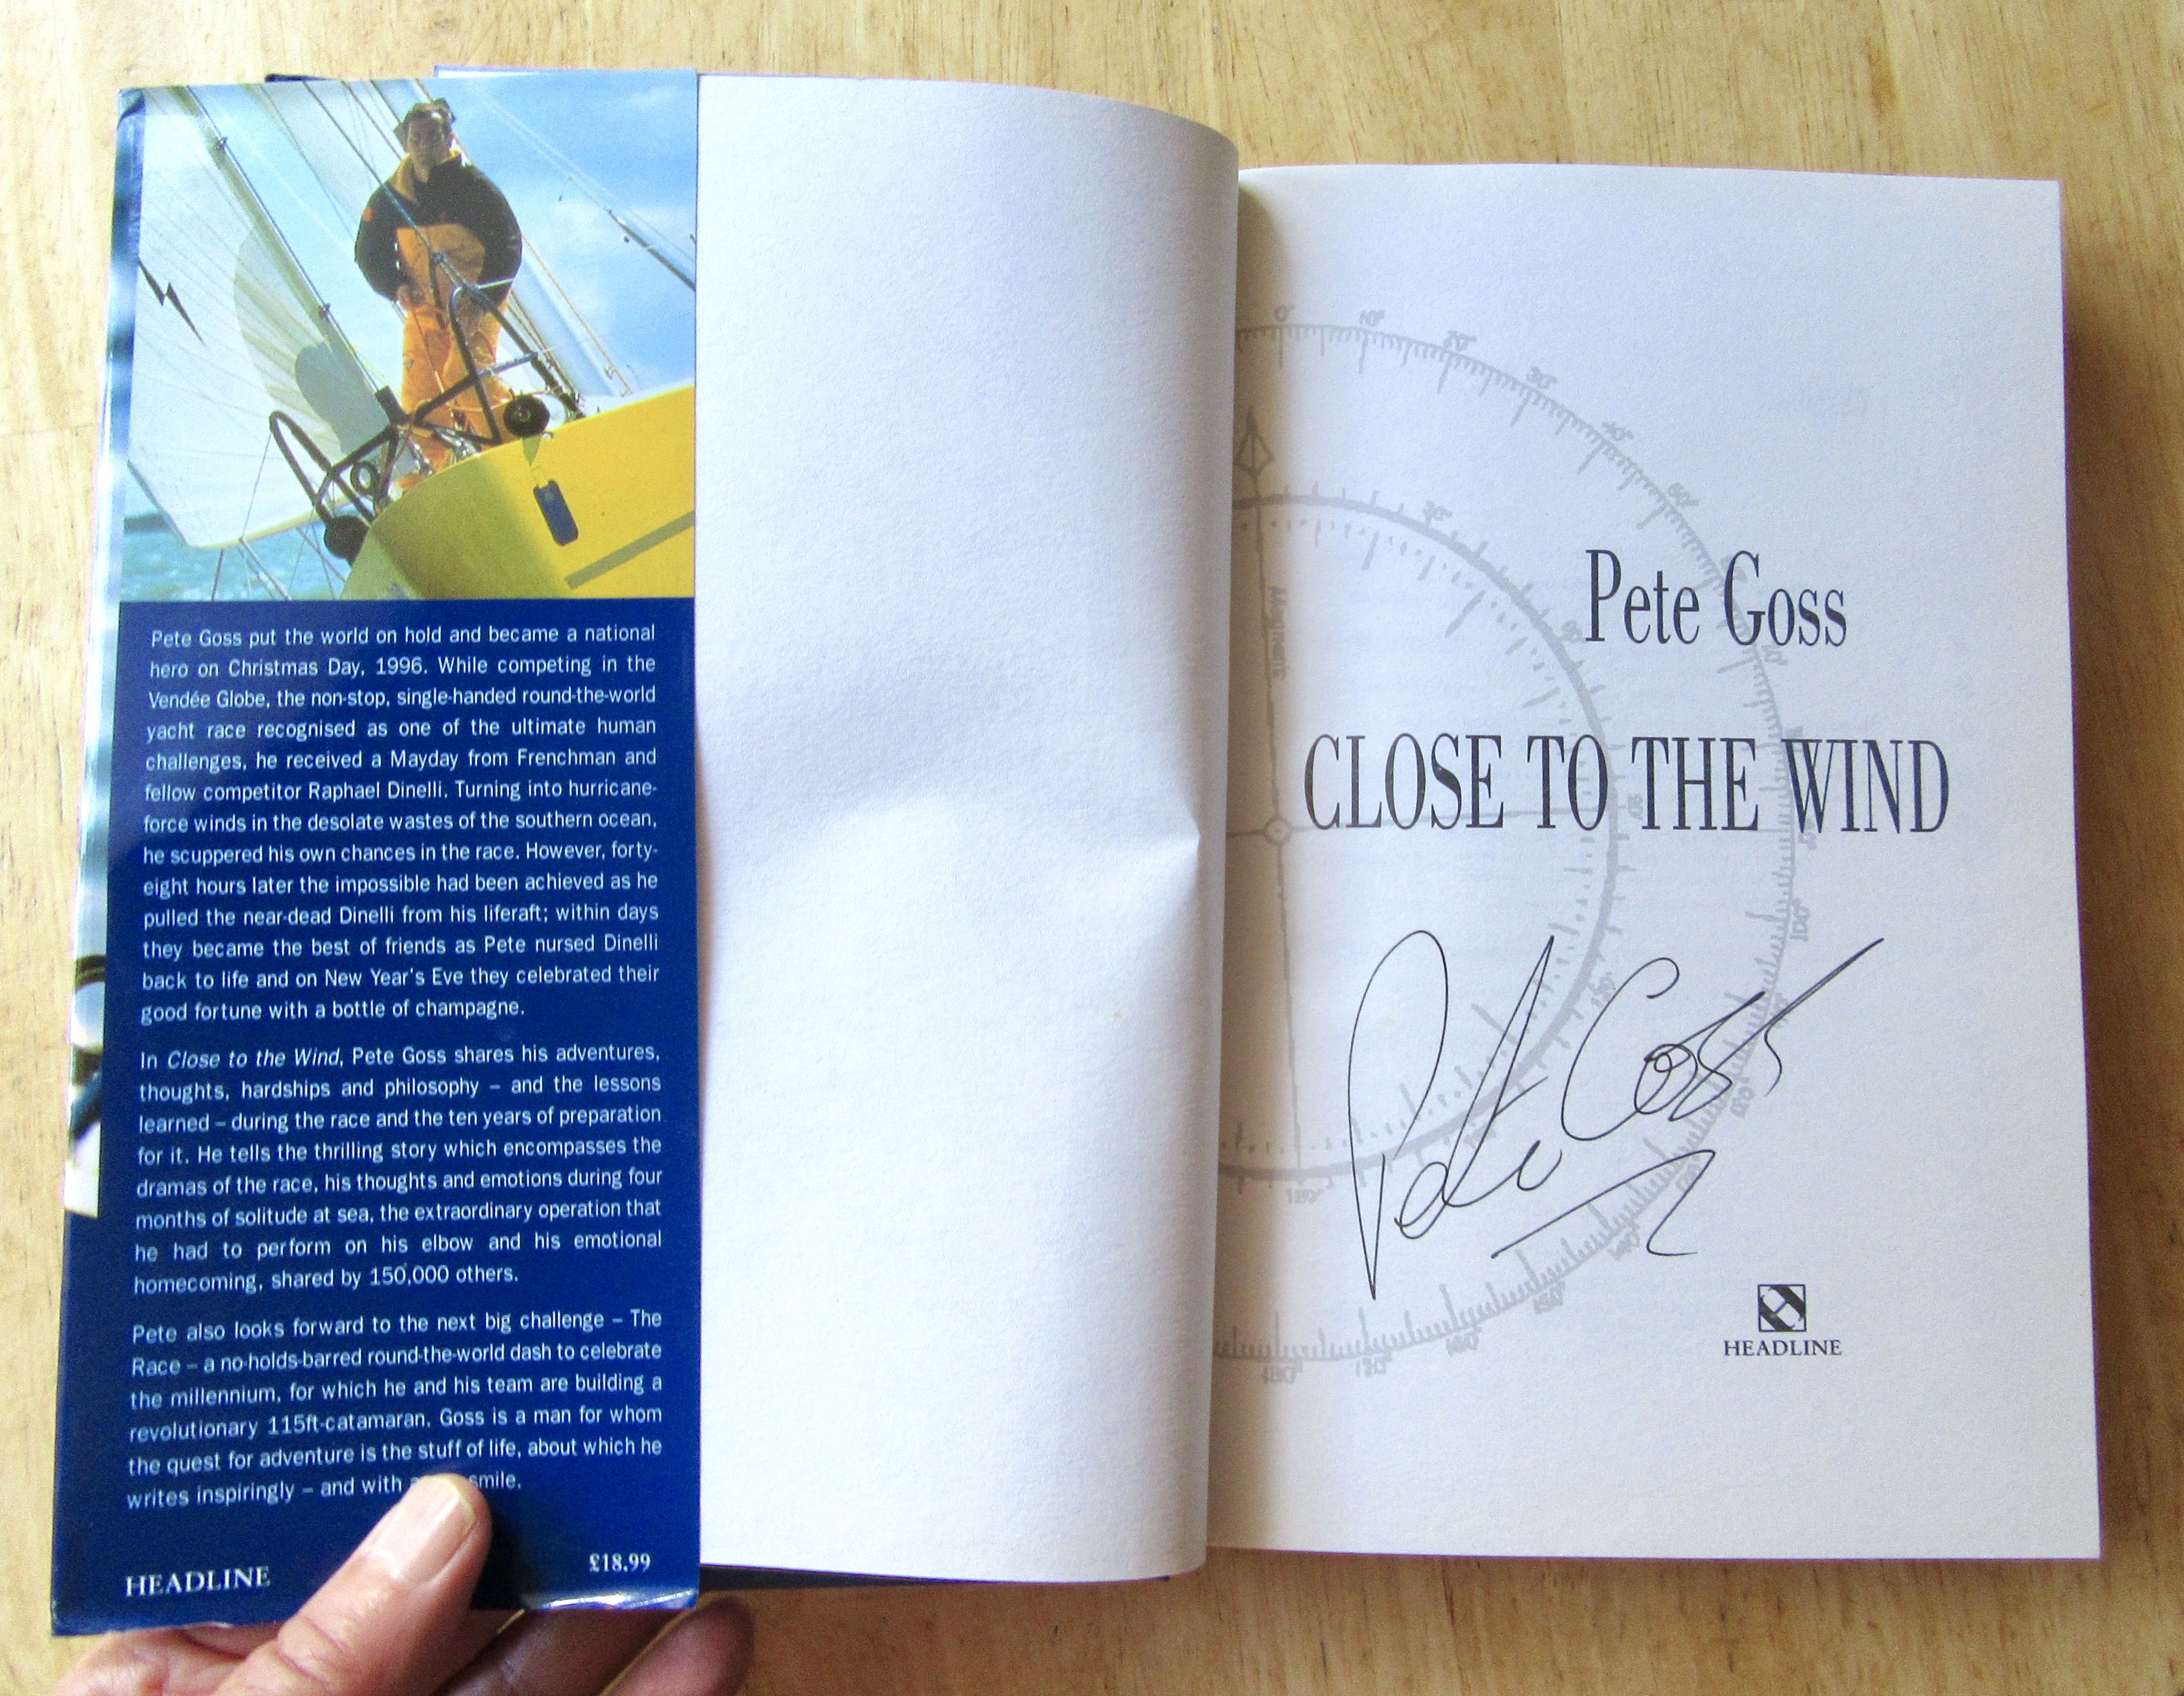 Pete Goss put the world on hold and became a national
hero on Christmas Day, 1996. While competing in the
Vendée Globe, the non-stop, single-handed round-the-world
yacht race recognised as one of the ultimate human
challenges, he received a Mayday from Frenchman and
fellow competitor Raphael Dinelli. Turning into hurricane-
force winds in the desolate wastes of the southern ocean,
he scuppered his own chances in the race. However, forty-
eight hours later the impossible had been achieved as he
pulled the near-dead Dinelli from his liferaft; within days
they became the best of friends as Pete nursed Dinelli
back to life and on New Year's Eve they celebrated their
good fortune with a bottle of champagne.
In Close to the Wind, Pete Goss shares his adventures,
thoughts, hardships and philosophy – and the lessons
learned – during the race and the ten years of preparation
for it. He tells the thrilling story which encompasses the
dramas of the race, his thoughts and emotions during four
months of solitude at sea, the extraordinary operation that
he had to perform on his elbow and his emotional
homecoming, shared by 150,000 others.
Pete also looks forward to the next big challenge – The
Race – a no-holds-barred round-the-world dash to celebrate
the millennium, for which he and his team are building a
revolutionary 115ft-catamaran. Goss is a man for whom
the quest for adventure is the stuff of life, about which he
writes inspiringly – and with smile.
HEADLINE
£18.99
Pete Goss
CLOSE TO THE WIND
Pete Goss
HEADLINE
0°
10°
20°
30°
30°
Magnetic